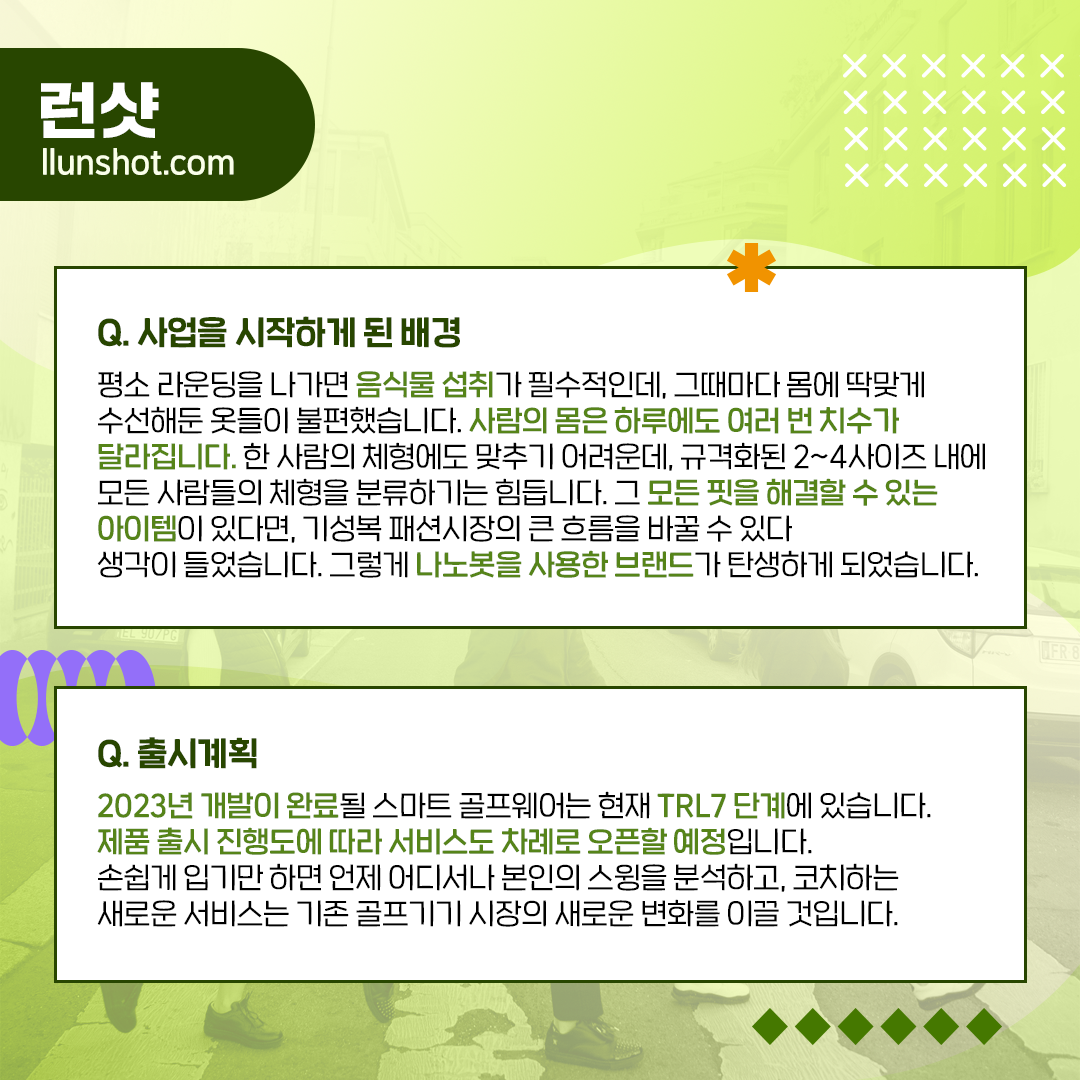 런샷
llunshot.com
Q. 사업을 시작하게 된 배경
평소 라운딩을 나가면 음식물 섭취가 필수적인데, 그때마다 몸에 딱맞게
수선해둔 옷들이 불편했습니다. 사람의 몸은 하루에도 여러 번 치수가
달라집니다. 한 사람의 체형에도 맞추기 어려운데, 규격화된 2~4사이즈 내에
모든 사람들의 체형을 분류하기는 힘듭니다. 그 모든 핏을 해결할 수 있는
아이템이 있다면, 기성복 패션시장의 큰 흐름을 바꿀 수 있다
생각이 들었습니다. 그렇게 나노봇을 사용한 브랜드가 탄생하게 되었습니다.
Q. 출시계획
2023년 개발이 완료될 스마트 골프웨어는 현재 TRL7 단계에 있습니다.
제품 출시 진행도에 따라 서비스도 차례로 오픈할 예정입니다.
손쉽게 입기만 하면 언제 어디서나 본인의 스윙을 분석하고, 코치하는
새로운 서비스는 기존 골프기기 시장의 새로운 변화를 이끌 것입니다.